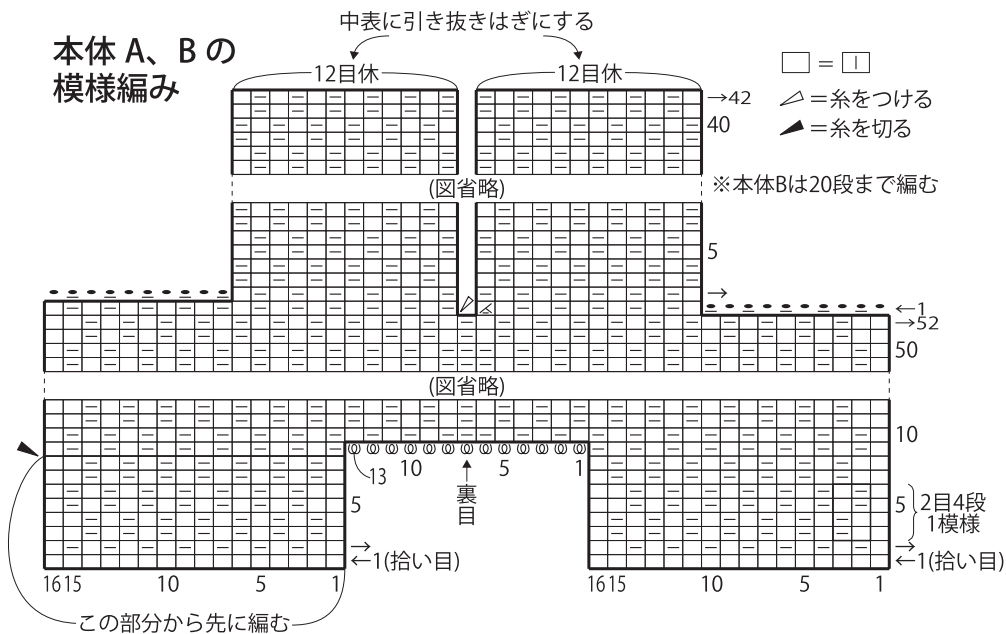 中表に引き抜きはぎにする
本体 A、B の
模様編み
12目休
12目休
□ = |
=糸をつける
=糸を切る
→42
40
(図省略)
※本体Bは20段まで編む
5
→
←1
→52
50
(図省略)
10
13
10
5
1
裏目
5
→
←1(拾い目)
5
2目4段
1模様
→
←1(拾い目)
16 15
10
5
1
16 15
10
5
1
この部分から先に編む